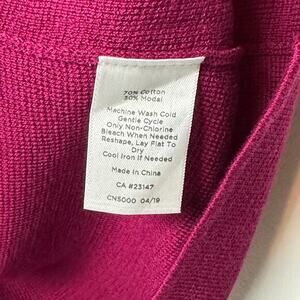 70% Cotton
30% Modal
Machine Wash Cold
Gentle Cycle
Only Non-Chlorine
Bleach When Needed
Reshape, Lay Flat To
Dry
Cool Iron If Needed
Made In China
CA #23147
CNS000 04/19